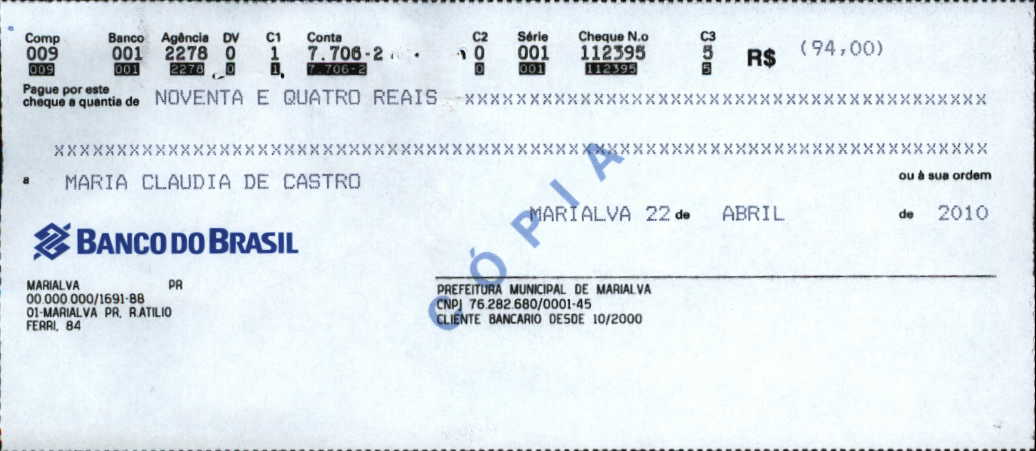 Comp Banco Agência DV C1 Conta C2 Série Cheque N.o C3
009 001 2278 0 1 7.706-2 0 001 112395 5 R$ (94,00)
009 001 2278 0 1 7.706-2 0 001 112395 5
Pague por este
cheque a quantia de NOVENTA E QUATRO REAIS -xxxxxxxxxxxxxxxxxxxxxxxxxxxxxxxxxxxxxxxxx
xxxxxxxxxxxxxxxxxxxxxxxxxxxxxxxxxxxxxxxxxxxxxxxxxxxxxxxxxxxxxxxxxxxxxxxxxx
a MARIA CLAUDIA DE CASTRO ou à sua ordem
MARIALVA 22 de ABRIL de 2010
CÓPIA
BANCO DO BRASIL
MARIALVA PR
00.000.000/1691-88
01-MARIALVA PR, R.ATILIO
FERRI, 84
PREFEITURA MUNICIPAL DE MARIALVA
CNPJ 76.282.680/0001-45
CLIENTE BANCARIO DESDE 10/2000